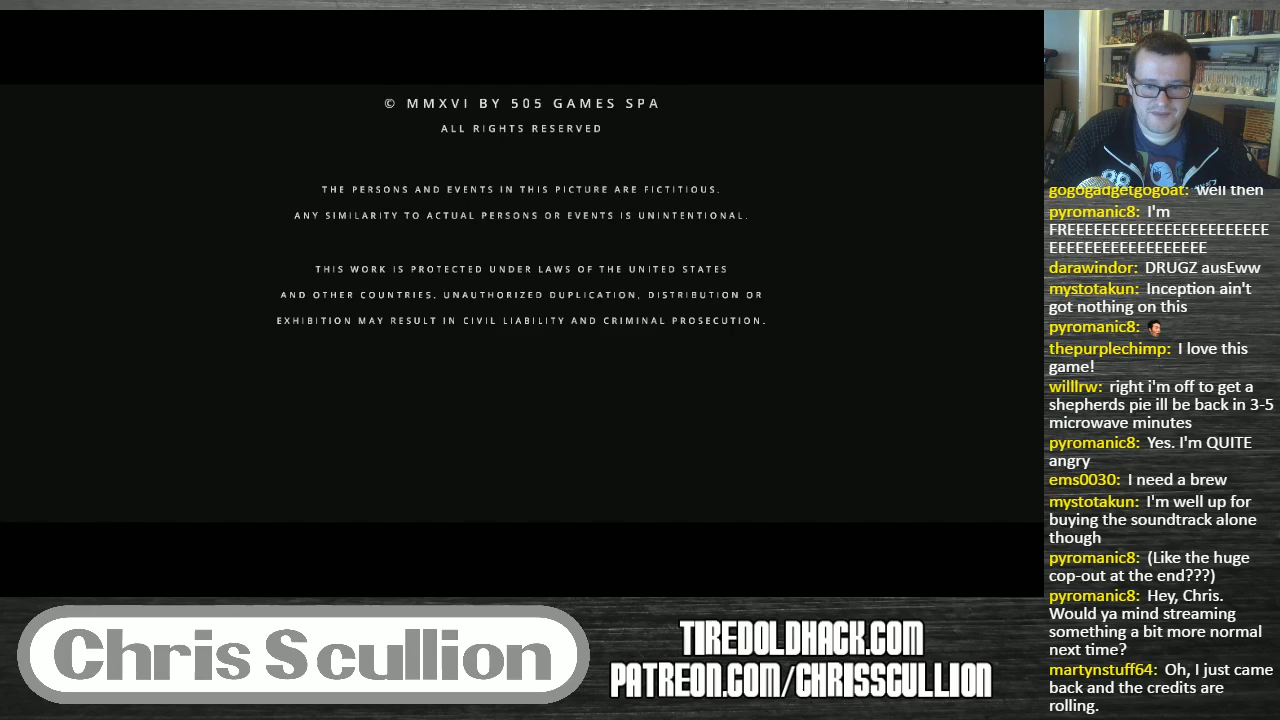 © MMXVI BY 505 GAMES SPA
ALL RIGHTS RESERVED
THE PERSONS AND EVENTS IN THIS PICTURE ARE FICTITIOUS.
ANY SIMILARITY TO ACTUAL PERSONS OR EVENTS IS UNINTENTIONAL.
THIS WORK IS PROTECTED UNDER LAWS OF THE UNITED STATES
AND OTHER COUNTRIES. UNAUTHORIZED DUPLICATION, DISTRIBUTION OR
EXHIBITION MAY RESULT IN CIVIL LIABILITY AND CRIMINAL PROSECUTION.
gogogadgetgogoat: well then
pyromanic8: I'm
FREEEEEEEEEEEEEEEEEEEEEEE
EEEEEEEEEEEEEEEEEE
darawindor: DRUGZ ausEww
mystotakun: Inception ain't
got nothing on this
pyromanic8:
thepurplechimp: I love this
game!
willlrw: right i'm off to get a
shepherds pie ill be back in 3-5
microwave minutes
pyromanic8: Yes. I'm QUITE
angry
ems0030: I need a brew
mystotakun: I'm well up for
buying the soundtrack alone
though
pyromanic8: (Like the huge
cop-out at the end???)
pyromanic8: Hey, Chris.
Would ya mind streaming
something a bit more normal
next time?
martynstuff64: Oh, I just came
back and the credits are
rolling.
Chris Scullion
TIREDOLDHACK.COM
PATREON.COM/CHRISSCULLION